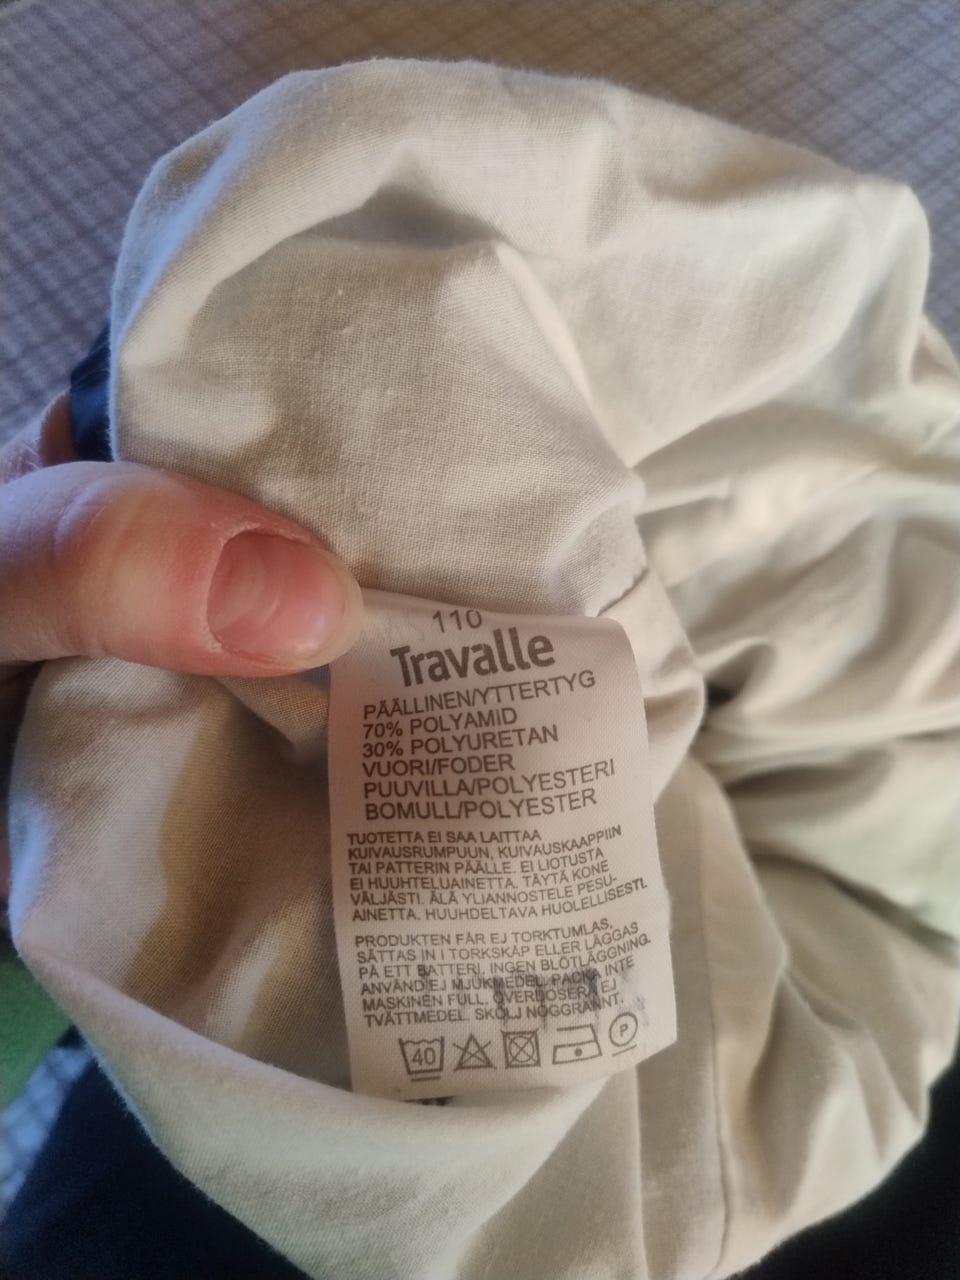 110
Travalle
PÄÄLLINEN/YTTERTYG
70% POLYAMID
30% POLYURETAN
VUORI/FODER
PUUVILLA/POLYESTERI
BOMULL/POLYESTER
TUOTETTA EI SAA LAITTAA
KUIVAUSRUMPUUN, KUIVAUSKAAPPIIN
TAI PATTERIN PÄÄLLE. EI LIOTUSTA
EI HUUHTELUAINETTA. TÄYTÄ KONE
VÄLJÄSTI. ÄLÄ YLIANNOSTELE PESU-
AINETTA. HUUHDELTAVA HUOLELLISESTI.
PRODUKTEN FÅR EJ TORKTUMLAS,
SÄTTAS IN I TORKSKÅP ELLER LÄGGAS
PÅ ETT BATTERI. INGEN BLÖTLÄGGNING.
ANVÄND EJ MJUKMEDEL. PACKA INTE
MASKINEN FULL. ÖVERDOSERA EJ
TVÄTTMEDEL. SKÖLJ NOGGRANNT.
40 P